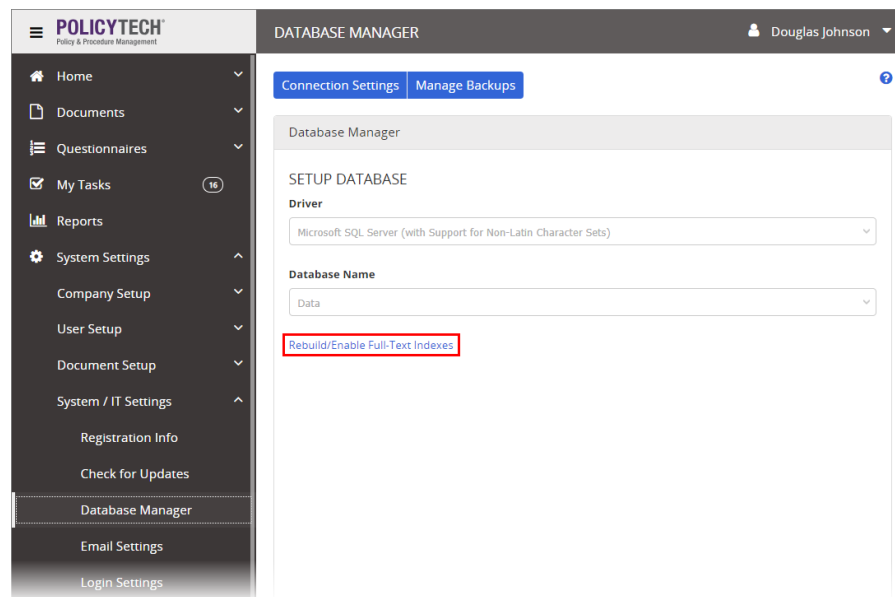 POLICYTECH
Policy & Procedure Management
DATABASE MANAGER
Douglas Johnson
Home
Documents
Questionnaires
My Tasks 16
Reports
System Settings
Company Setup
User Setup
Document Setup
System / IT Settings
Registration Info
Check for Updates
Database Manager
Email Settings
Login Settings
Connection Settings
Manage Backups
?
Database Manager
SETUP DATABASE
Driver
Microsoft SQL Server (with Support for Non-Latin Character Sets)
Database Name
Data
Rebuild/Enable Full-Text Indexes